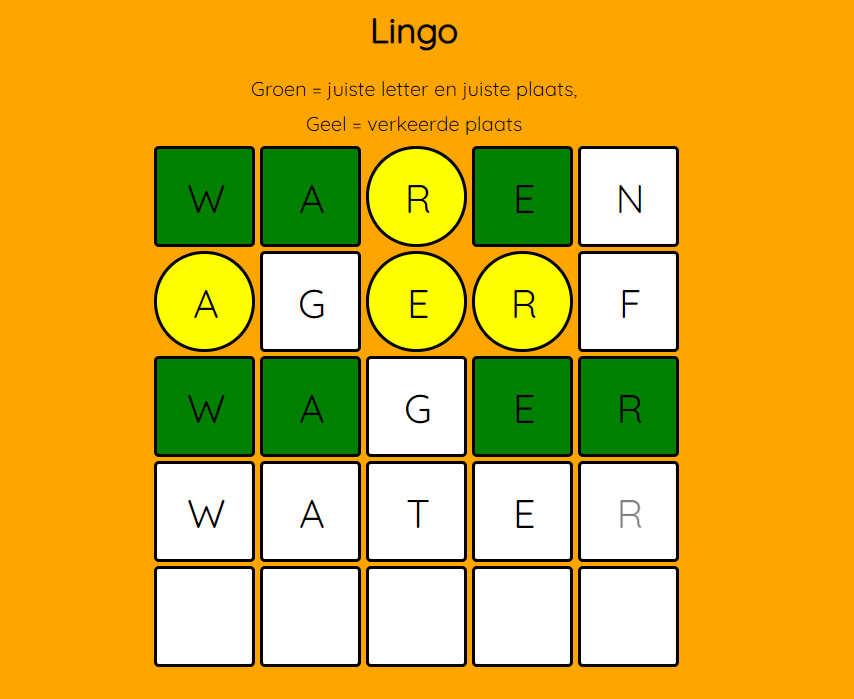 Lingo
Groen = juiste letter en juiste plaats,
Geel = verkeerde plaats
W A R E N
A G E R F
W A G E R
W A T E R